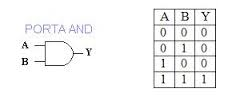 PORTA AND
A
B
Y
A B Y
0 0 0
0 1 0
1 0 0
1 1 1